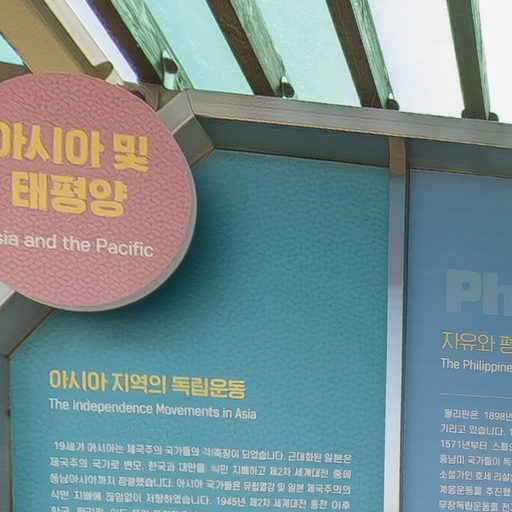 아시아 및
태평양
sia and the Pacific
아시아 지역의 독립운동
The Independence Movements in Asia
19세기 아시아는 제국주의 국가들의 각축장이 되었습니다. 근대화된 일본은
제국주의 국가로 변모, 한국과 대만을 식민 지배하고 제2차 세계대전 중에
동남아시아까지 점령했습니다. 아시아 국가들은 유럽열강 및 일본 제국주의의
식민 지배에 끊임없이 저항하였습니다. 1945년 제2차 세계대전 종전 이후
Ph
자유와 평
The Philippine
필리핀은 1898년
기리고 있습니다.
1571년부터 스페인
중남미 국가들이 독
소설가인 호세 리살
계몽운동을 추진했
무장독립운동을 전